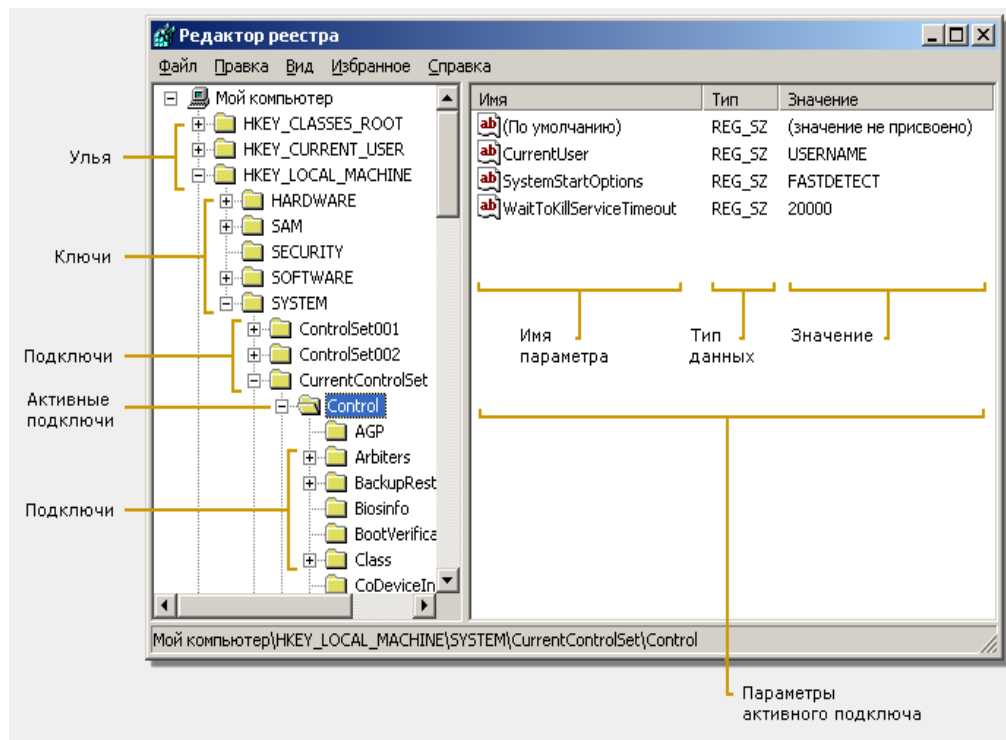 Редактор реестра
Файл Правка Вид Избранное Справка
Мой компьютер
HKEY_CLASSES_ROOT
HKEY_CURRENT_USER
HKEY_LOCAL_MACHINE
HARDWARE
SAM
SECURITY
SOFTWARE
SYSTEM
ControlSet001
ControlSet002
CurrentControlSet
Control
AGP
Arbiters
BackupRest
Biosinfo
BootVerifica
Class
CoDeviceIn
Имя Тип Значение
(По умолчанию) REG_SZ (значение не присвоено)
CurrentUser REG_SZ USERNAME
SystemStartOptions REG_SZ FASTDETECT
WaitToKillServiceTimeout REG_SZ 20000
Мой компьютер\HKEY_LOCAL_MACHINE\SYSTEM\CurrentControlSet\Control
Улья
Ключи
Подключи
Активные
подключи
Подключи
Имя
параметра
Тип
данных
Значение
Параметры
активного подключа